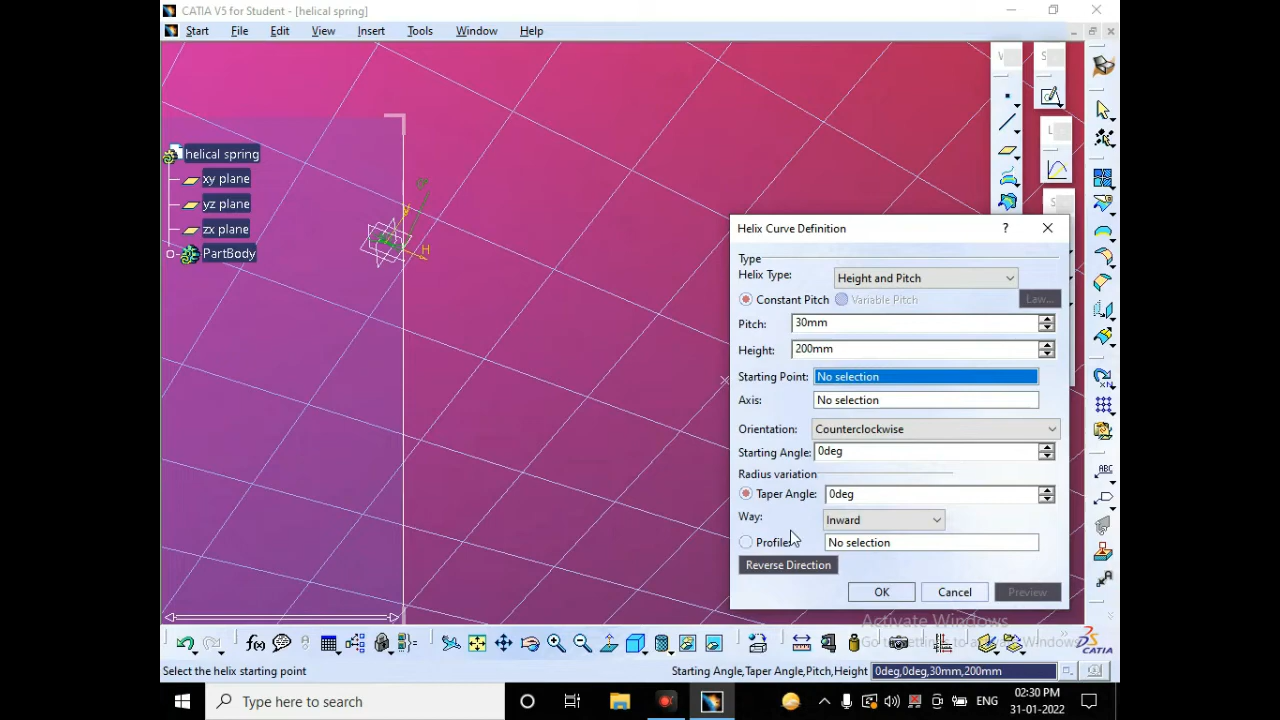 CATIA V5 for Student - [helical spring]
Start File Edit View Insert Tools Window Help
helical spring
xy plane
yz plane
zx plane
PartBody
H
Helix Curve Definition ? ×
Type
Helix Type: Height and Pitch
Constant Pitch Variable Pitch Law...
Pitch: 30mm
Height: 200mm
Starting Point: No selection
Axis: No selection
Orientation: Counterclockwise
Starting Angle: 0deg
Radius variation
Taper Angle: 0deg
Way: Inward
Profile: No selection
Reverse Direction
OK Cancel Preview
Activate Windows
Select the helix starting point
Starting Angle,Taper Angle,Pitch,Height 0deg,0deg,30mm,200mm
Type here to search
ENG
02:30 PM
31-01-2022